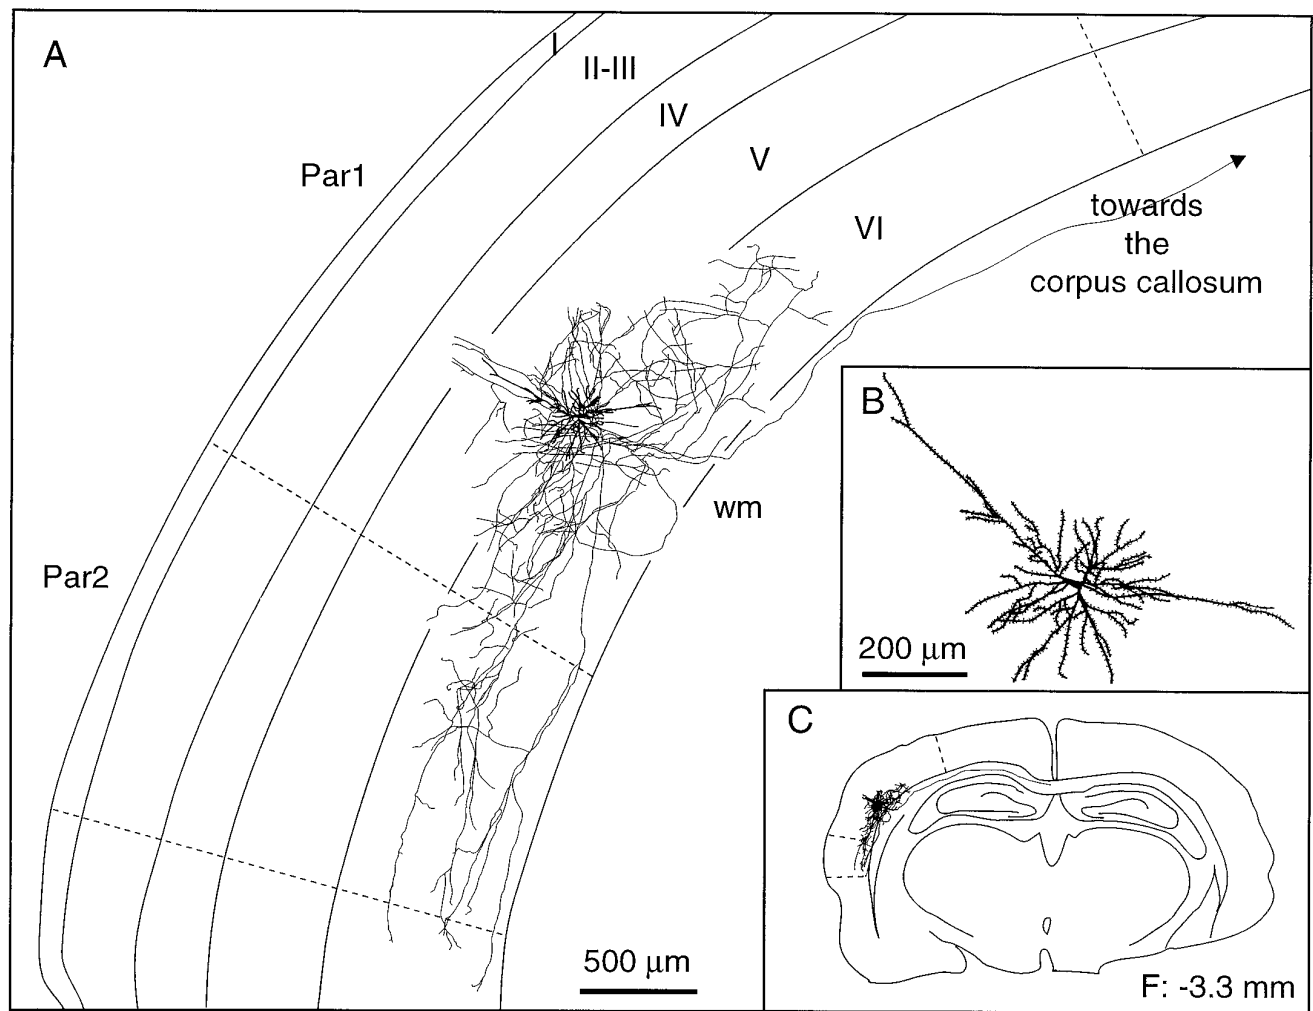 A
I
II-III
IV
Par1
V
VI
towards
the
corpus callosum
B
wm
Par2
200 μm
C
500 μm
F: -3.3 mm